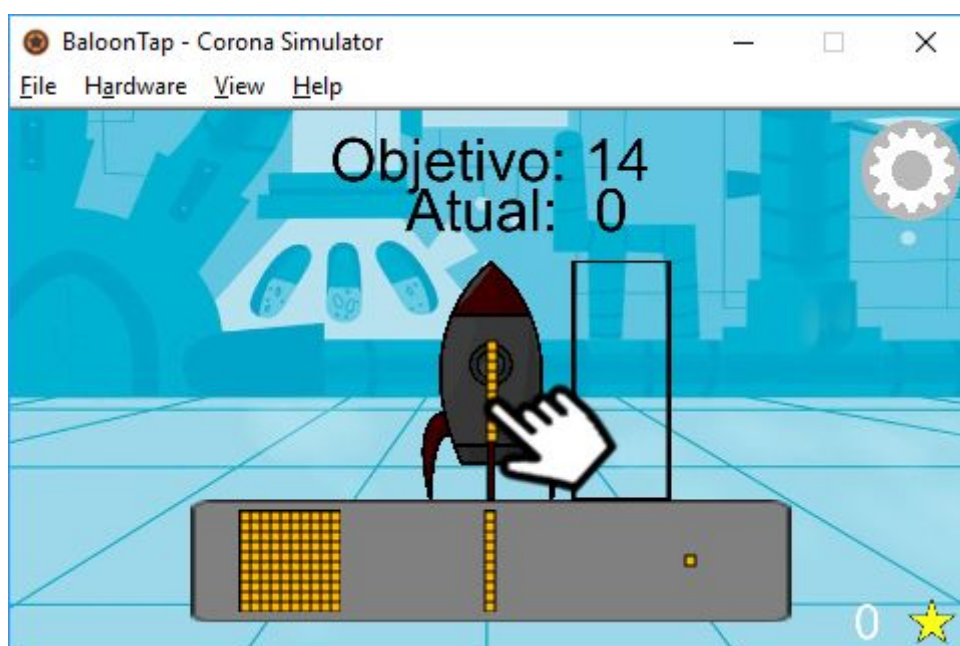 BaloonTap - Corona Simulator
File Hardware View Help
Objetivo: 14
Atual: 0
0